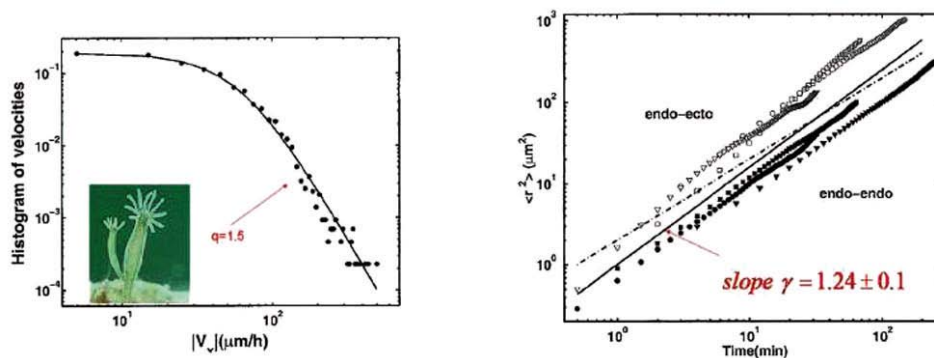 Histogram of velocities
10⁻¹
10⁻²
10⁻³
10⁻⁴
q=1.5
10¹
10²
|Vᵧ|(μm/h)
<r²> (μm²)
10³
10²
10¹
10⁰
endo–ecto
endo–endo
slope γ = 1.24 ± 0.1
10⁰
10¹
10²
Time(min)